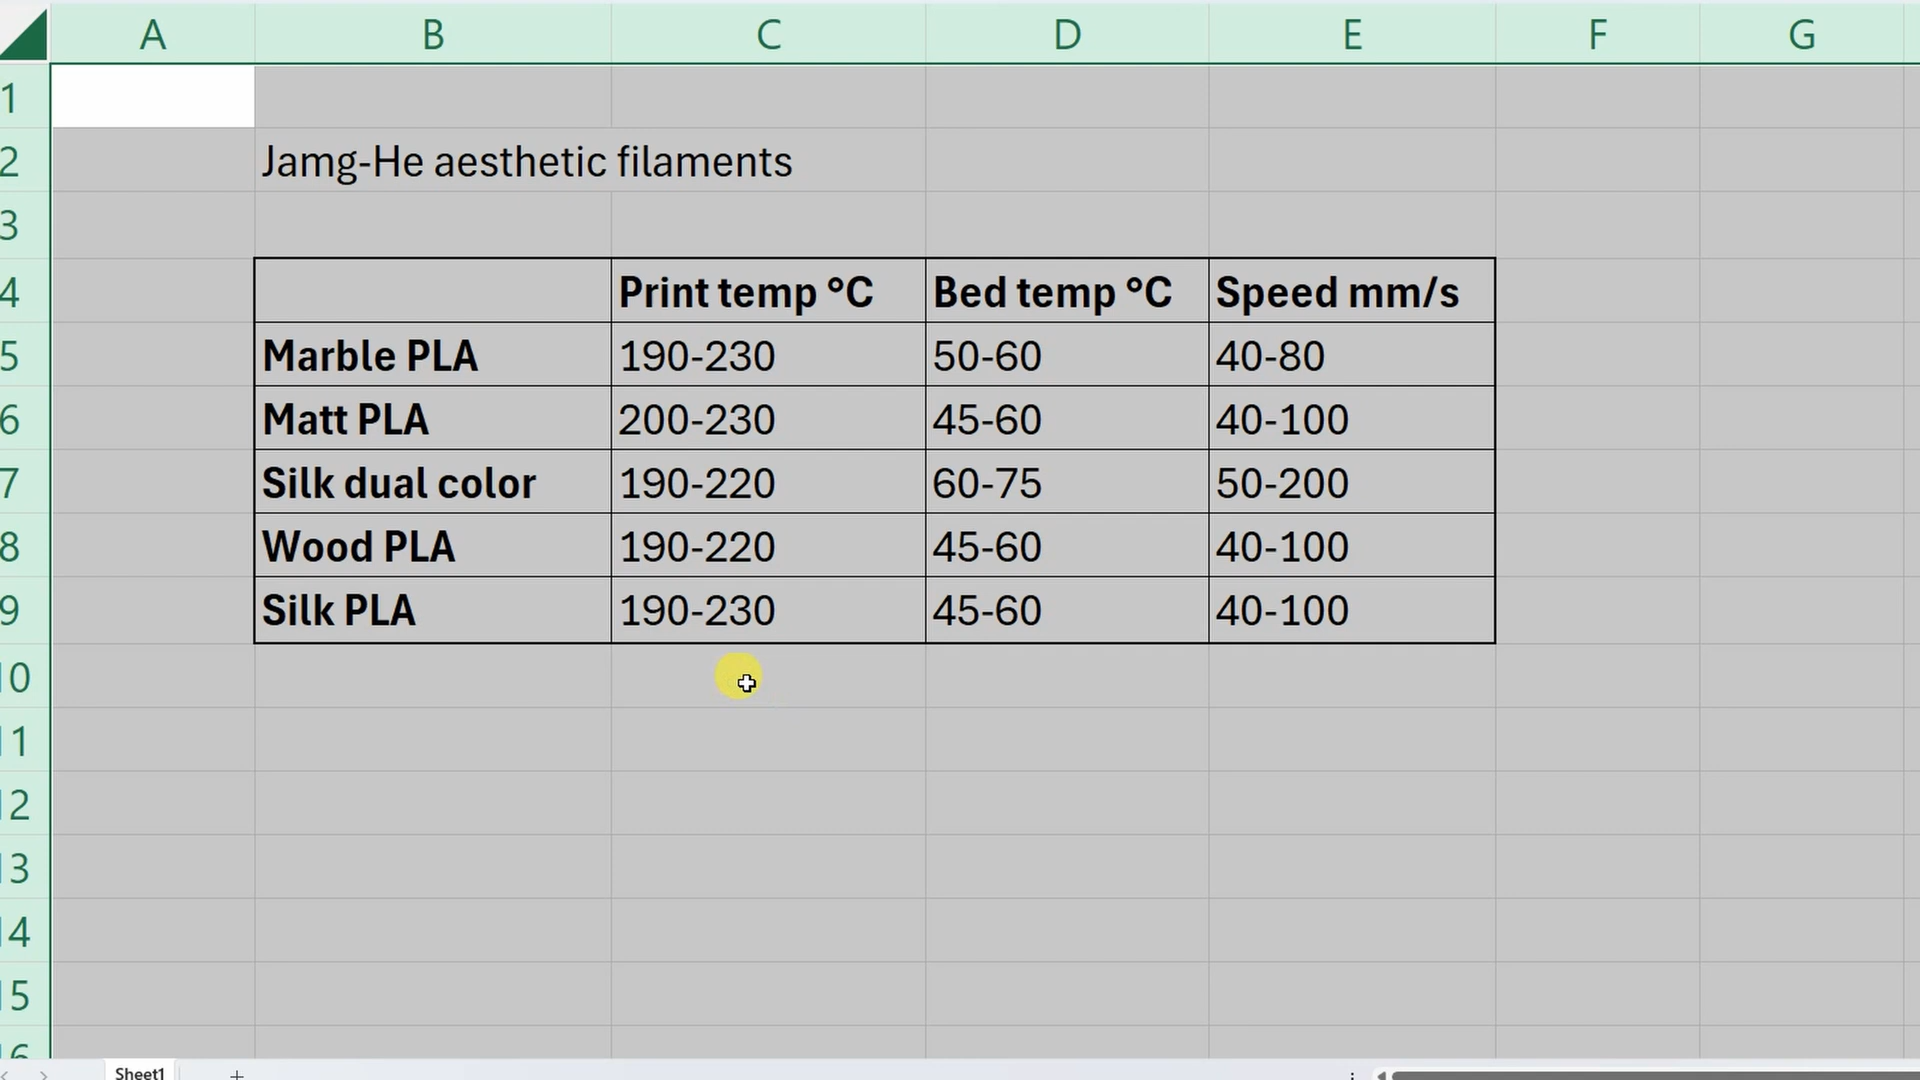 A B C D E F G
1
2 Jamg-He aesthetic filaments
3
4 Print temp °C Bed temp °C Speed mm/s
5 Marble PLA 190-230 50-60 40-80
6 Matt PLA 200-230 45-60 40-100
7 Silk dual color 190-220 60-75 50-200
8 Wood PLA 190-220 45-60 40-100
9 Silk PLA 190-230 45-60 40-100
10
11
12
13
14
15
16
Sheet1